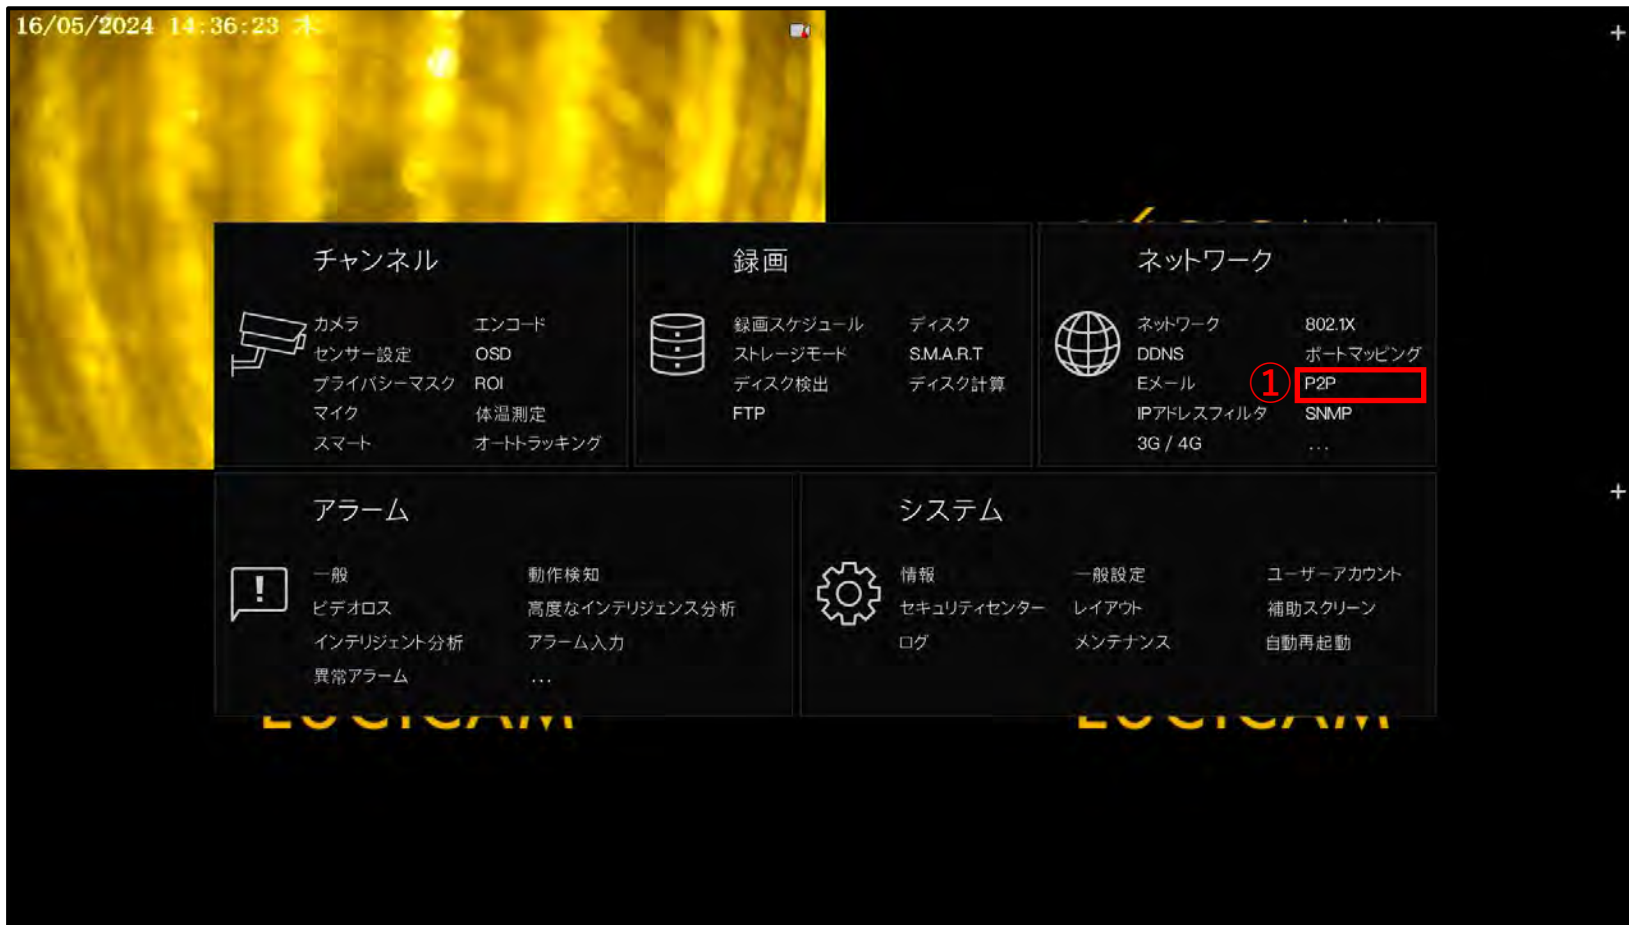 16/05/2024 14:36:23 木
チャンネル
カメラ エンコード
センサー設定 OSD
プライバシーマスク ROI
マイク 体温測定
スマート オートトラッキング
録画
録画スケジュール ディスク
ストレージモード S.M.A.R.T
ディスク検出 ディスク計算
FTP
ネットワーク
ネットワーク 802.1X
DDNS ポートマッピング
Eメール ① P2P
IPアドレスフィルタ SNMP
3G / 4G ...
アラーム
一般 動作検知
ビデオロス 高度なインテリジェンス分析
インテリジェント分析 アラーム入力
異常アラーム ...
システム
情報 一般設定 ユーザーアカウント
セキュリティセンター レイアウト 補助スクリーン
ログ メンテナンス 自動再起動